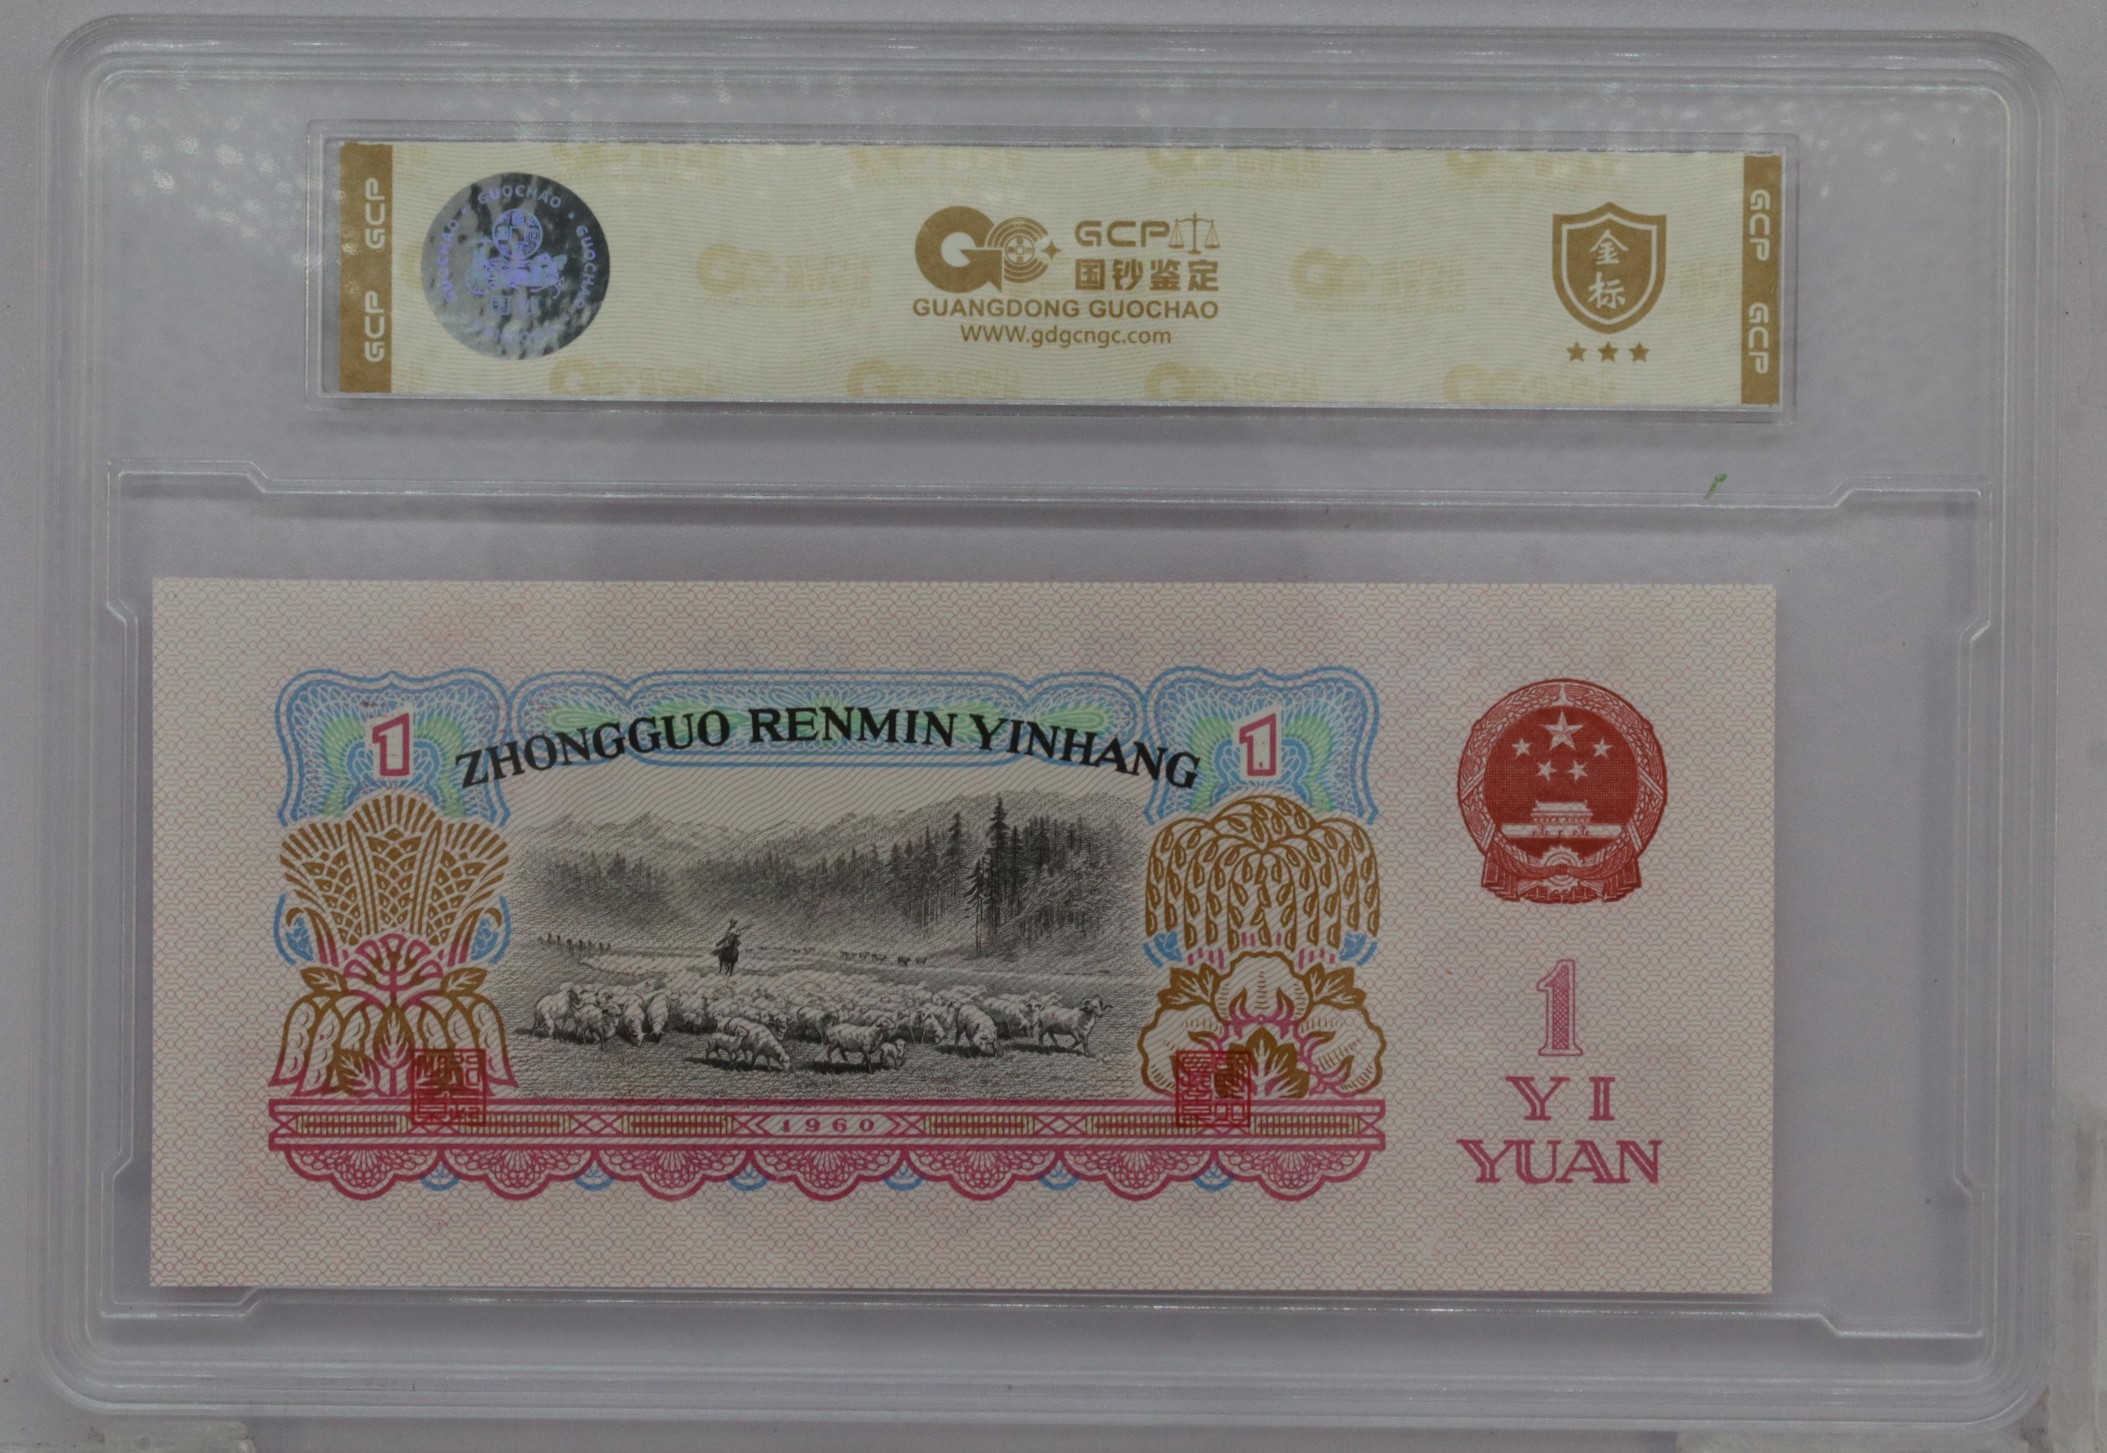 GCP GCP
GUOCHAO GUOCHAO GUOCHAO
GCP
国钞鉴定
GUANGDONG GUOCHAO
WWW.gdgcngc.com
金
标
GCP GCP
1
ZHONGGUO RENMIN YINHANG
1
1960
1
YI
YUAN